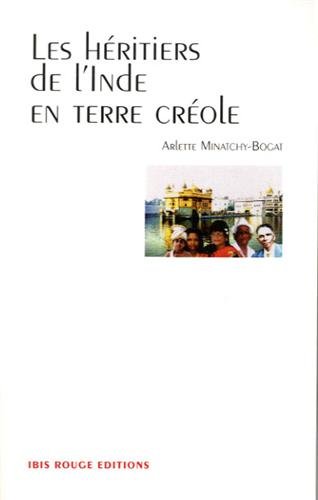 Les héritiers
de l'Inde
en terre créole
Arlette Minatchy-Bogat
IBIS ROUGE EDITIONS